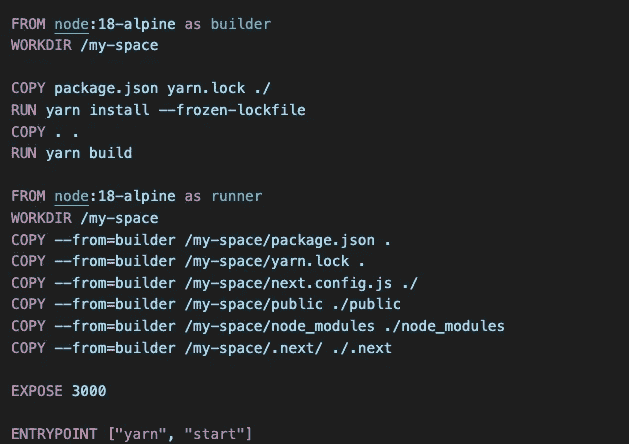 FROM node:18-alpine as builder
WORKDIR /my-space
COPY package.json yarn.lock ./
RUN yarn install --frozen-lockfile
COPY . .
RUN yarn build
FROM node:18-alpine as runner
WORKDIR /my-space
COPY --from=builder /my-space/package.json .
COPY --from=builder /my-space/yarn.lock .
COPY --from=builder /my-space/next.config.js ./
COPY --from=builder /my-space/public ./public
COPY --from=builder /my-space/node_modules ./node_modules
COPY --from=builder /my-space/.next/ ./.next
EXPOSE 3000
ENTRYPOINT ["yarn", "start"]